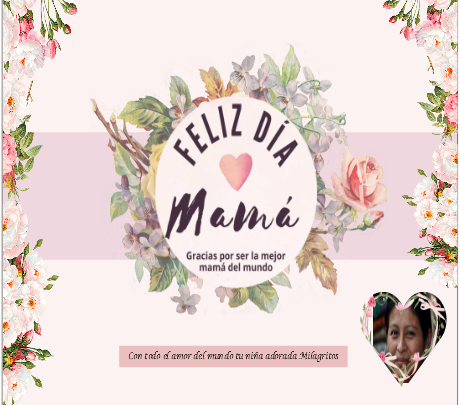 FELIZ DÍA
Mamá
Gracias por ser la mejor
mamá del mundo
Con todo el amor del mundo tu niña adorada Milagritos